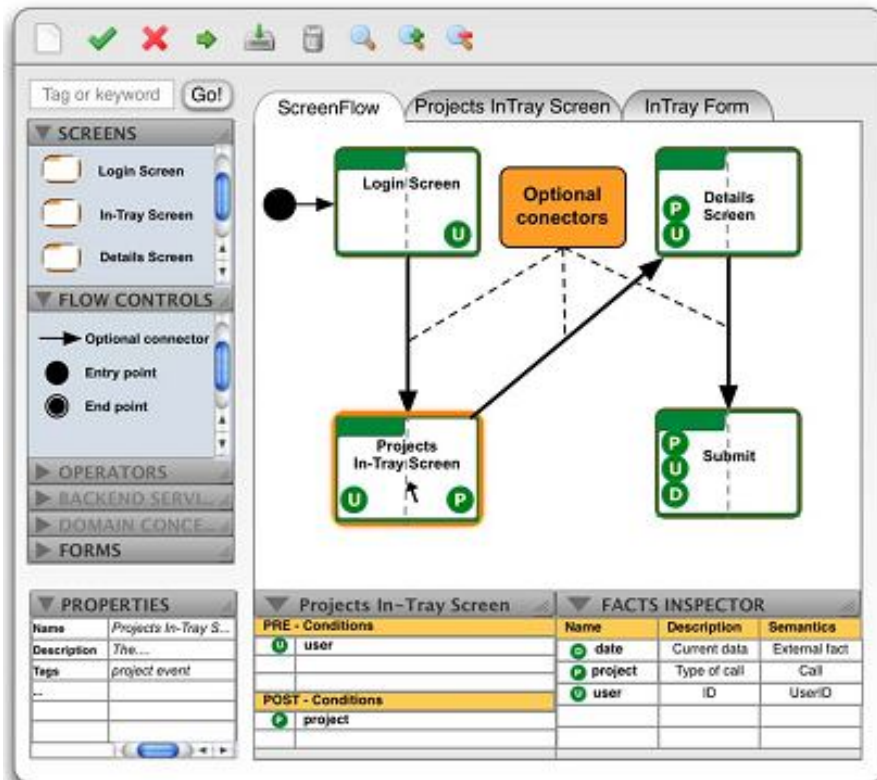 Tag or keyword Go!
SCREENS
Login Screen
In-Tray Screen
Details Screen
FLOW CONTROLS
Optional connector
Entry point
End point
OPERATORS
BACKEND SERVI...
DOMAIN CONCE...
FORMS
PROPERTIES
Name Projects In-Tray S...
Description The....
Tags project event
...
ScreenFlow Projects InTray Screen InTray Form
Login Screen
U
Optional
conectors
Details
Screen
P
U
Projects
In-Tray Screen
U P
Submit
P
U
D
Projects In-Tray Screen
PRE - Conditions
U user
POST - Conditions
P project
FACTS INSPECTOR
Name Description Semantics
D date Current data External fact
P project Type of call Call
U user ID UserID